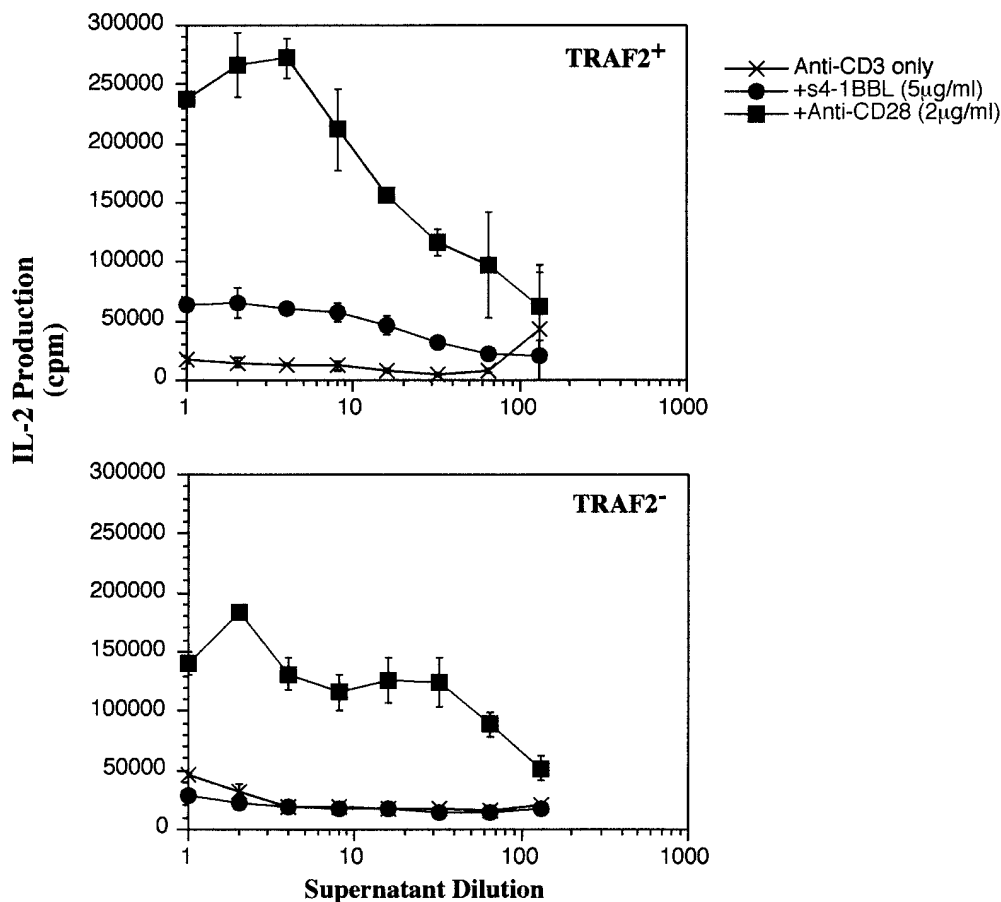 300000
250000
200000
150000
100000
50000
0
1
10
100
1000
TRAF2⁺
Anti-CD3 only
+s4-1BBL (5µg/ml)
+Anti-CD28 (2µg/ml)
IL-2 Production
(cpm)
300000
250000
200000
150000
100000
50000
0
1
10
100
1000
TRAF2⁻
Supernatant Dilution